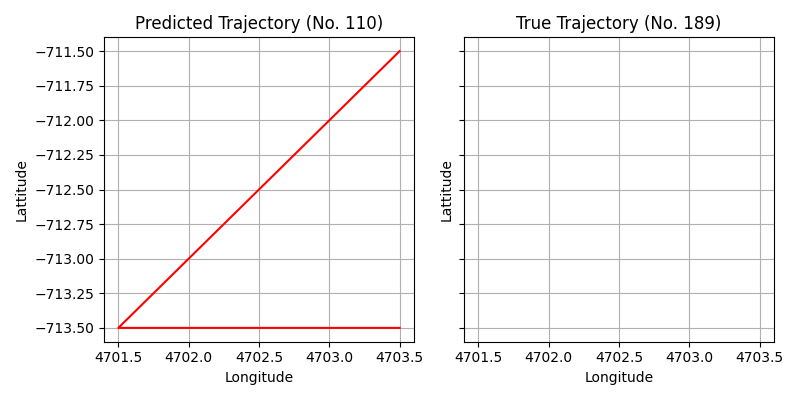 Predicted Trajectory (No. 110)
−711.50
−711.75
−712.00
−712.25
−712.50
−712.75
−713.00
−713.25
−713.50
Lattitude
4701.5 4702.0 4702.5 4703.0 4703.5
Longitude
True Trajectory (No. 189)
Lattitude
4701.5 4702.0 4702.5 4703.0 4703.5
Longitude